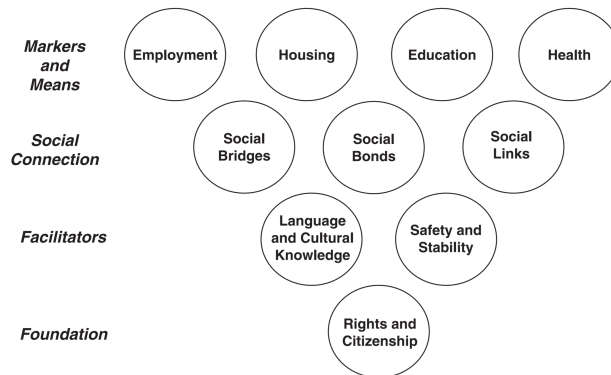 Markers
and
Means
Employment
Housing
Education
Health
Social
Connection
Social
Bridges
Social
Bonds
Social
Links
Facilitators
Language
and Cultural
Knowledge
Safety and
Stability
Foundation
Rights and
Citizenship